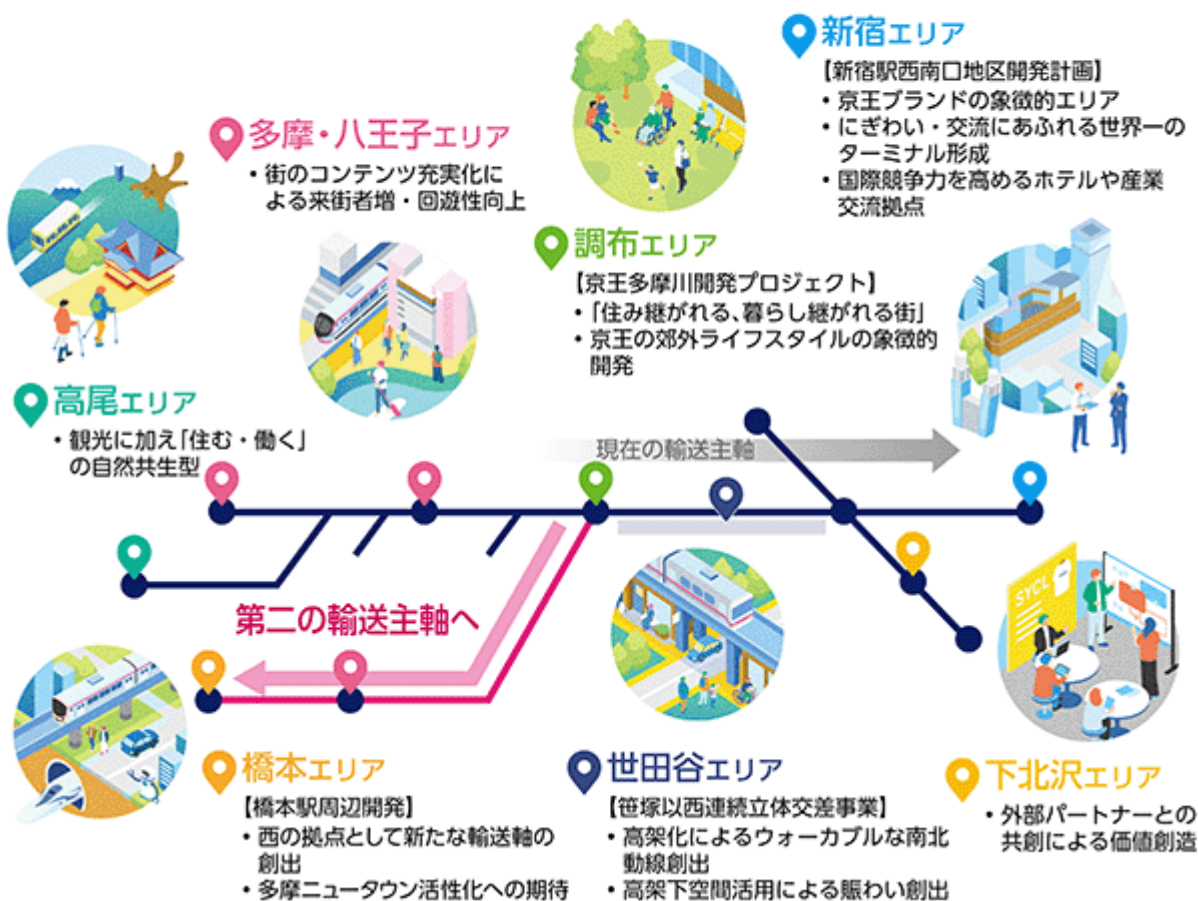 新宿エリア
【新宿駅西南口地区開発計画】
・京王ブランドの象徴的エリア
・にぎわい・交流にあふれる世界一の
ターミナル形成
・国際競争力を高めるホテルや産業
交流拠点
多摩・八王子エリア
・街のコンテンツ充実化に
よる来街者増・回遊性向上
調布エリア
【京王多摩川開発プロジェクト】
・「住み継がれる、暮らし継がれる街」
・京王の郊外ライフスタイルの象徴的
開発
高尾エリア
・観光に加え「住む・働く」
の自然共生型
現在の輸送主軸
第二の輸送主軸へ
SYCL
橋本エリア
【橋本駅周辺開発】
・西の拠点として新たな輸送軸の
創出
・多摩ニュータウン活性化への期待
世田谷エリア
【笹塚以西連続立体交差事業】
・高架化によるウォーカブルな南北
動線創出
・高架下空間活用による賑わい創出
下北沢エリア
・外部パートナーとの
共創による価値創造